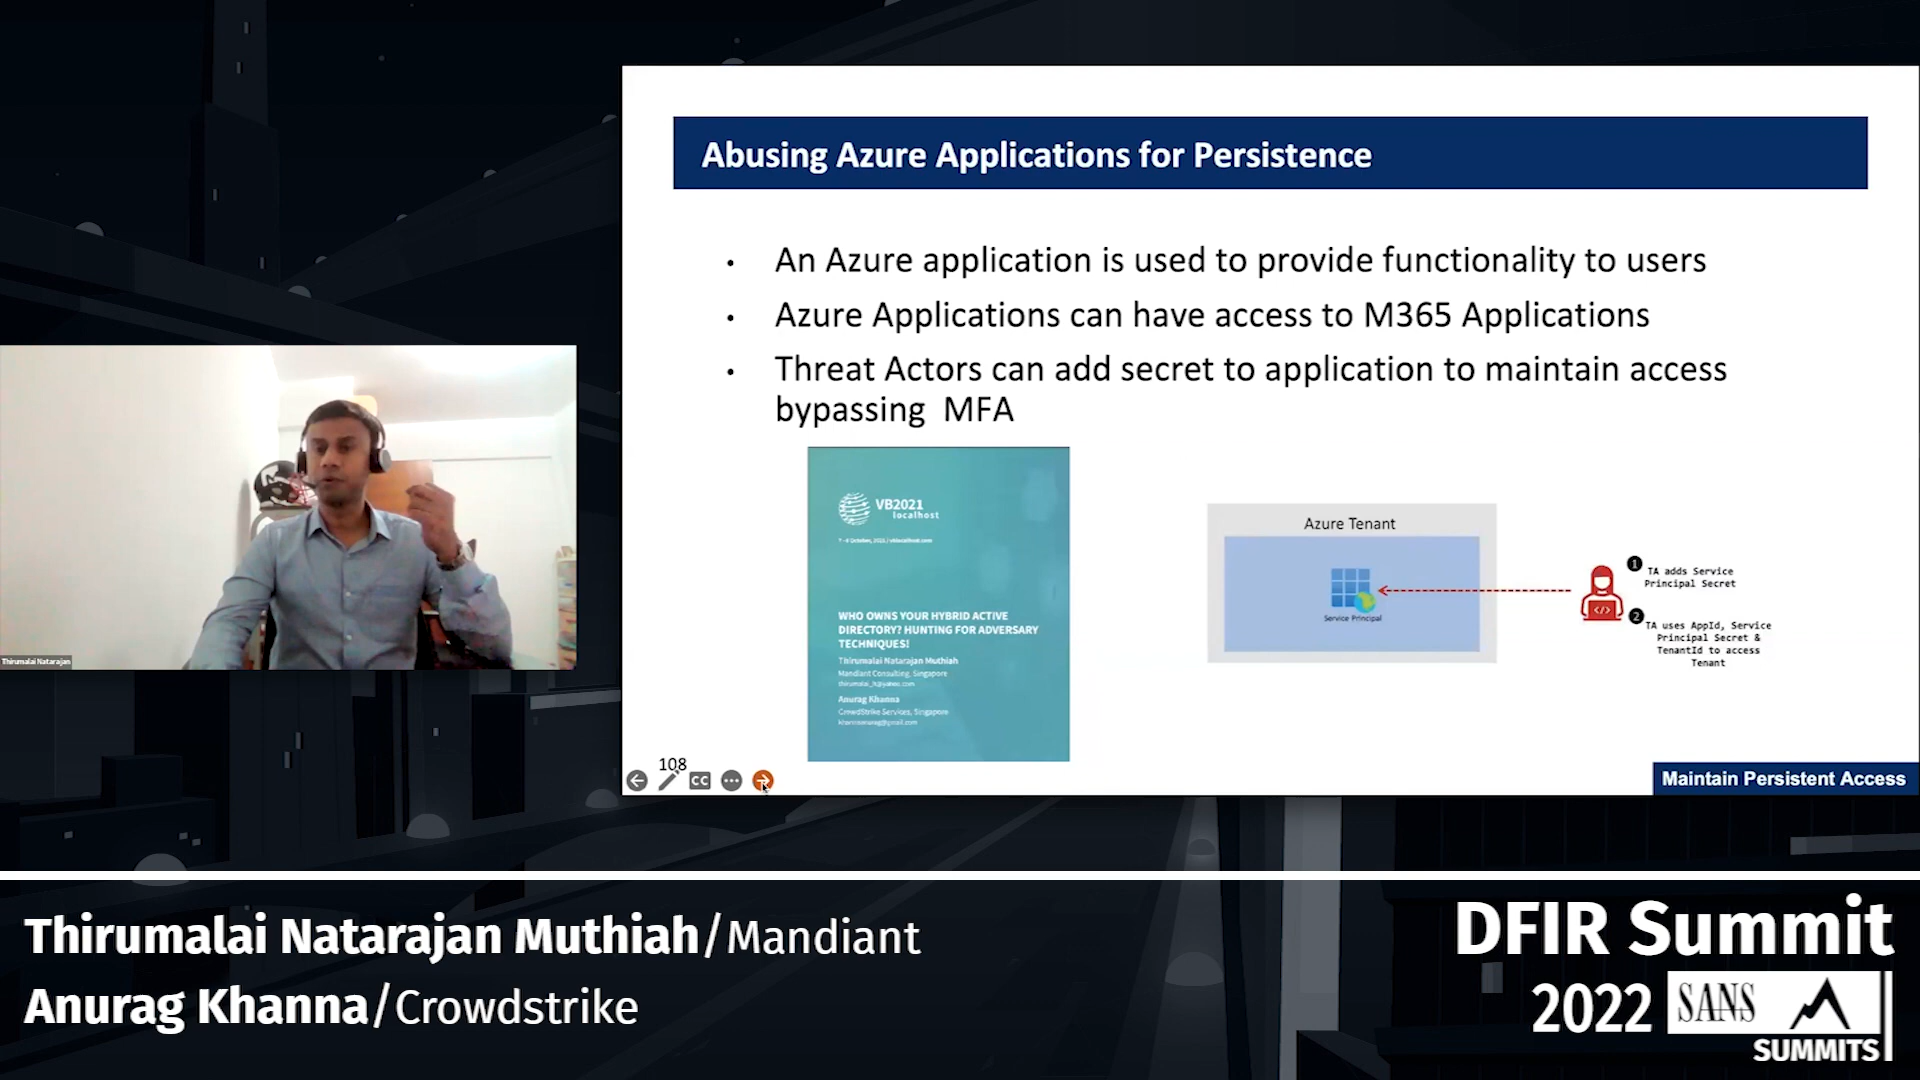 Abusing Azure Applications for Persistence
• An Azure application is used to provide functionality to users
• Azure Applications can have access to M365 Applications
• Threat Actors can add secret to application to maintain access
bypassing MFA
VB2021
localhost
WHO OWNS YOUR HYBRID ACTIVE
DIRECTORY? HUNTING FOR ADVERSARY
TECHNIQUES!
Thirumalai Natarajan Muthiah
Mandiant Consulting, Singapore
Anurag Khanna
CrowdStrike Services, Singapore
Azure Tenant
Service Principal
1 TA adds Service
Principal Secret
2 TA uses AppId, Service
Principal Secret &
TenantId to access
Tenant
108
CC
Maintain Persistent Access
Thirumalai Natarajan
Thirumalai Natarajan Muthiah/Mandiant
Anurag Khanna/Crowdstrike
DFIR Summit
2022 SANS
SUMMITS